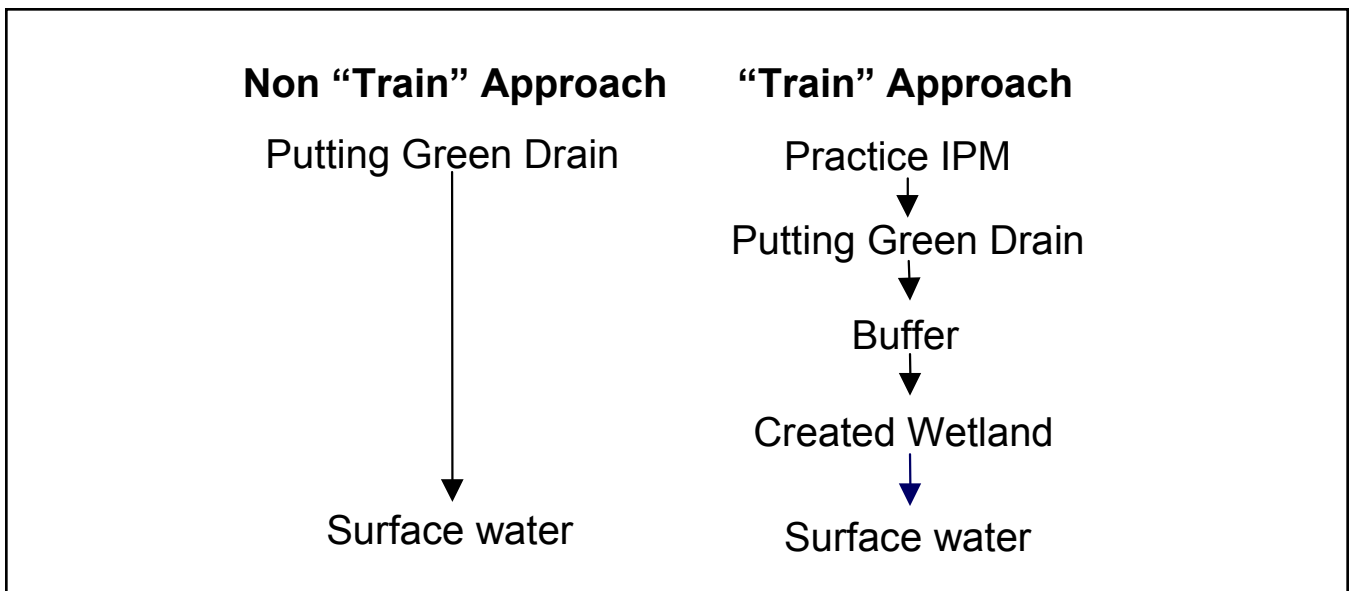 Non “Train” Approach
Putting Green Drain
Surface water
“Train” Approach
Practice IPM
Putting Green Drain
Buffer
Created Wetland
Surface water